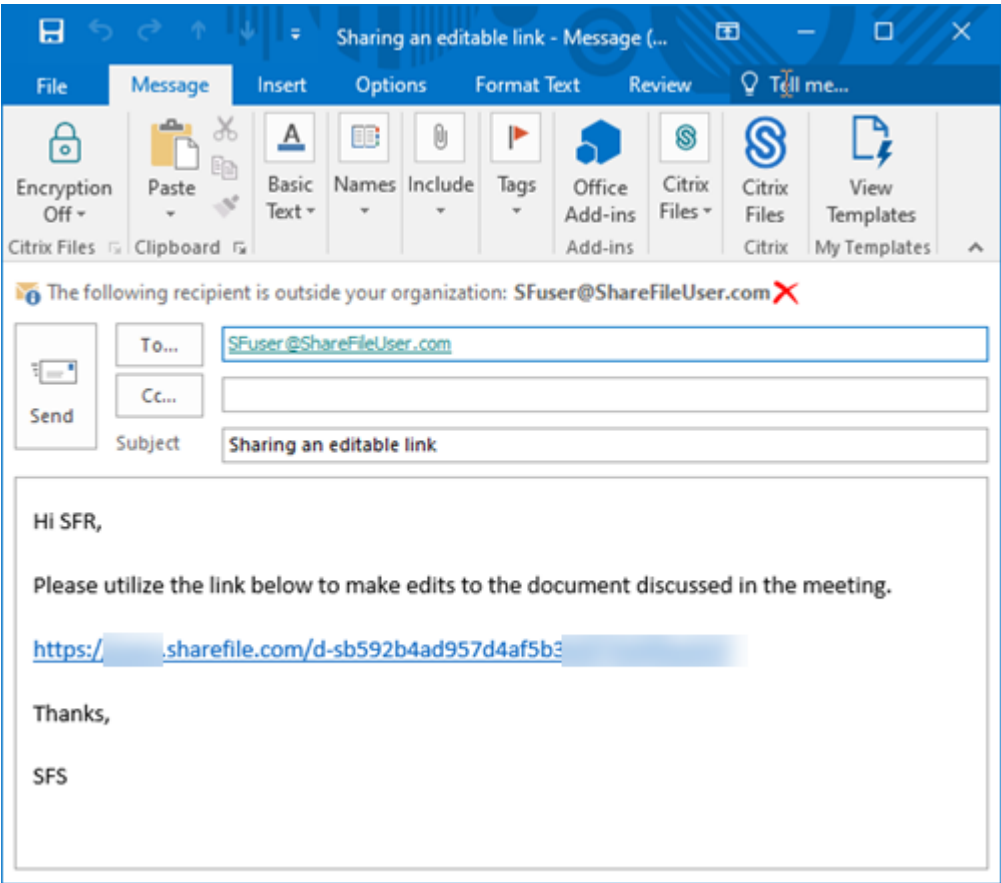 Sharing an editable link - Message (...
File Message Insert Options Format Text Review Tell me...
Encryption Off Paste Basic Text Names Include Tags Office Add-ins Citrix Files Citrix Files View Templates
Citrix Files Clipboard Add-ins Citrix My Templates
The following recipient is outside your organization: SFuser@ShareFileUser.com
To... SFuser@ShareFileUser.com
Cc...
Send
Subject Sharing an editable link
Hi SFR,
Please utilize the link below to make edits to the document discussed in the meeting.
https:/ .sharefile.com/d-sb592b4ad957d4af5b3
Thanks,
SFS